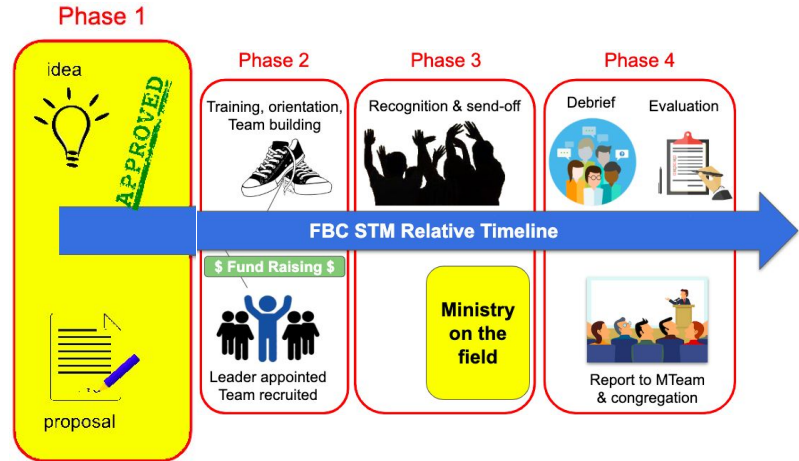 Phase 1
idea
APPROVED
proposal
Phase 2
Training, orientation,
Team building
$ Fund Raising $
Leader appointed
Team recruited
Phase 3
Recognition & send-off
Ministry
on the
field
Phase 4
Debrief
Evaluation
Report to MTeam
& congregation
FBC STM Relative Timeline